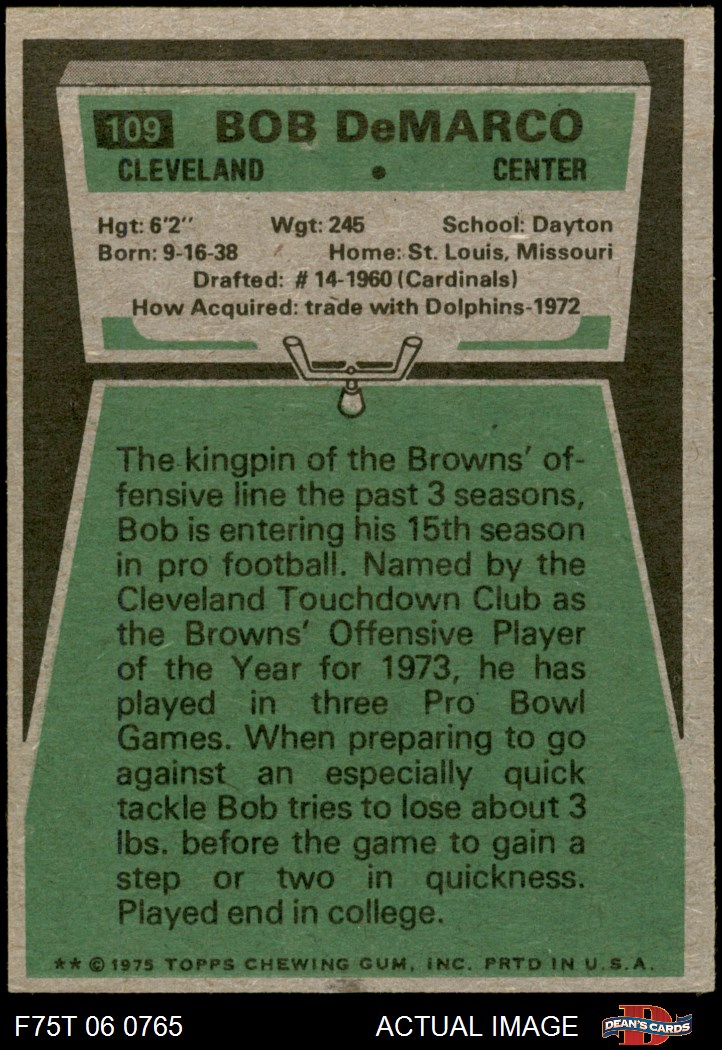 109 BOB DeMARCO
CLEVELAND • CENTER
Hgt: 6'2" Wgt: 245 School: Dayton
Born: 9-16-38 Home: St. Louis, Missouri
Drafted: # 14-1960 (Cardinals)
How Acquired: trade with Dolphins-1972
The kingpin of the Browns' of-
fensive line the past 3 seasons,
Bob is entering his 15th season
in pro football. Named by the
Cleveland Touchdown Club as
the Browns' Offensive Player
of the Year for 1973, he has
played in three Pro Bowl
Games. When preparing to go
against an especially quick
tackle Bob tries to lose about 3
lbs. before the game to gain a
step or two in quickness.
Played end in college.
** © 1975 TOPPS CHEWING GUM, INC. PRTD IN U.S.A.
F75T 06 0765 ACTUAL IMAGE DEAN'S CARDS